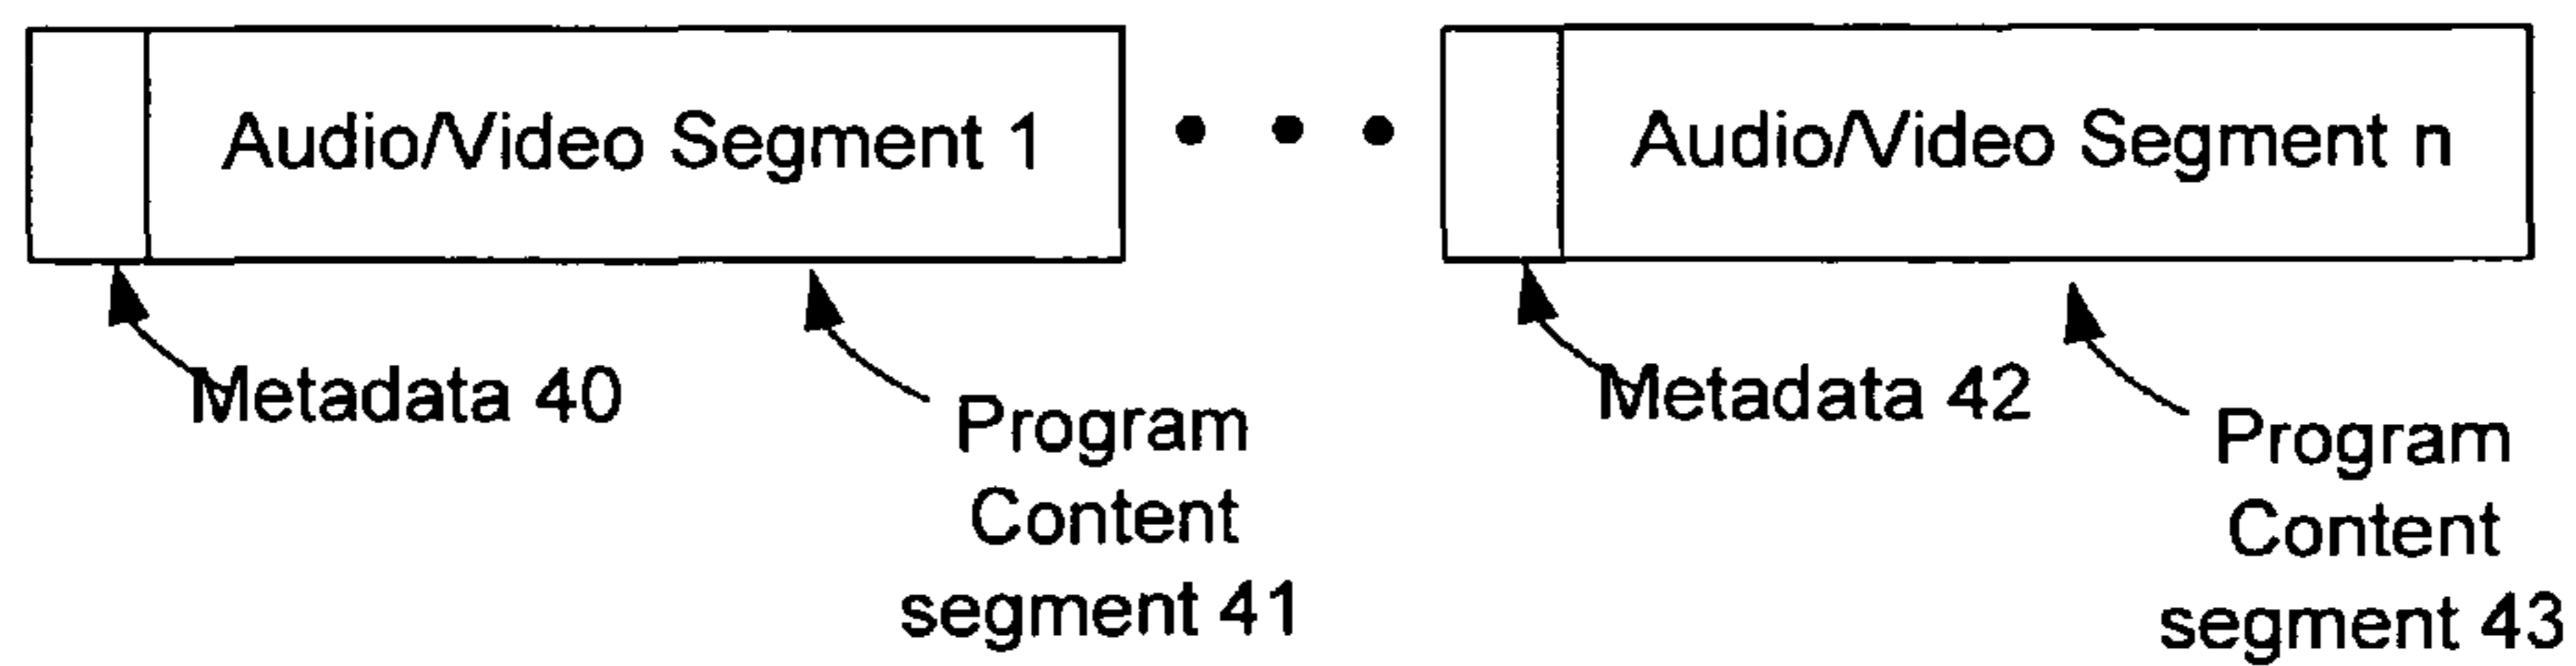 Audio/Video Segment 1
Audio/Video Segment n
Metadata 40
Program
Content
segment 41
Metadata 42
Program
Content
segment 43